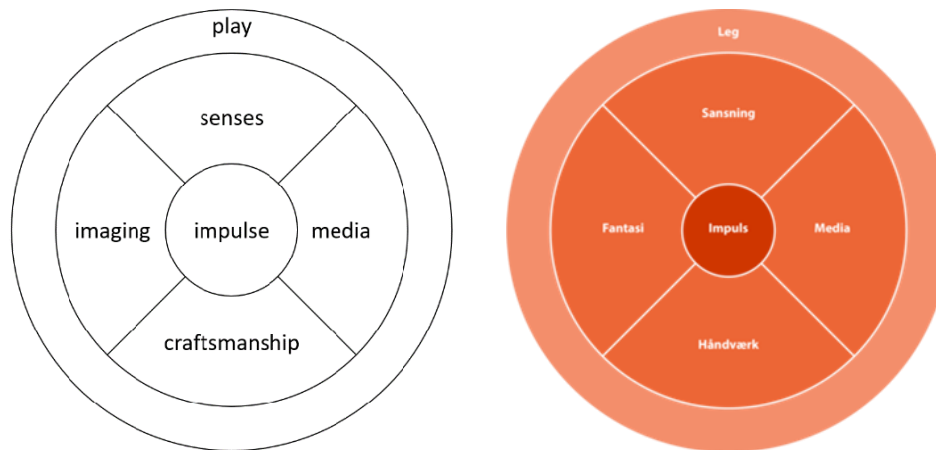 play
senses
imaging
impulse
media
craftsmanship
Leg
Sansning
Fantasi
Impuls
Media
Håndværk